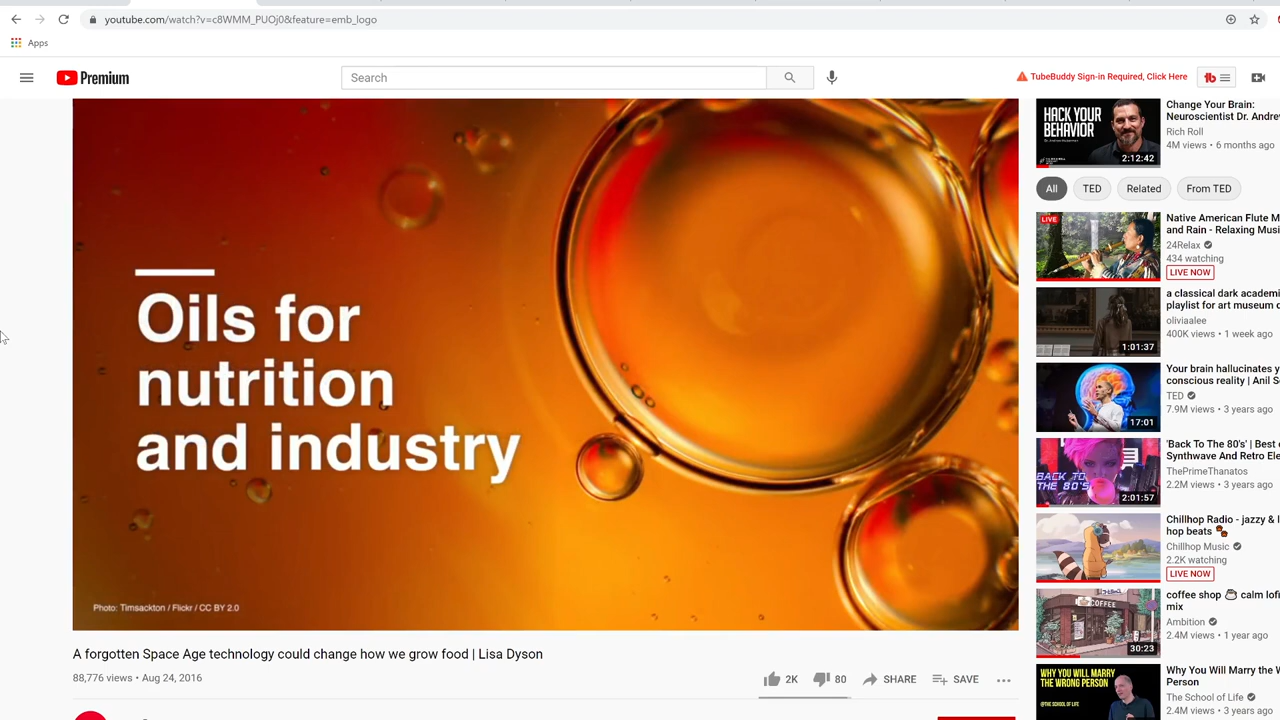 youtube.com/watch?v=c8WMM_PUOj0&feature=emb_logo
Apps
Premium
Search
TubeBuddy Sign-in Required, Click Here
Oils for
nutrition
and industry
Photo: Timsackton / Flickr / CC BY 2.0
A forgotten Space Age technology could change how we grow food | Lisa Dyson
88,776 views • Aug 24, 2016
2K
80
SHARE
SAVE
HACK YOUR
BEHAVIOR
2:12:42
Change Your Brain:
Neuroscientist Dr. Andre
Rich Roll
4M views • 6 months ago
All
TED
Related
From TED
LIVE
Native American Flute M
and Rain - Relaxing Musi
24Relax
434 watching
LIVE NOW
1:01:37
a classical dark academi
playlist for art museum
oliviaalee
400K views • 1 week ago
17:01
Your brain hallucinates y
conscious reality | Anil S
TED
7.9M views • 3 years ago
BACK TO
THE 80'S
2:01:57
'Back To The 80's' | Best
Synthwave And Retro Ele
ThePrimeThanatos
2.2M views • 3 years ago
Chillhop Radio - jazzy & l
hop beats
Chillhop Music
2.2K watching
LIVE NOW
COFFEE
30:23
coffee shop ☕ calm lofi
mix
Ambition
2.4M views • 1 year ago
WHY YOU WILL MARRY
THE WRONG PERSON
@THE SCHOOL OF LIFE
Why You Will Marry the W
Person
The School of Life
2.4M views • 3 years ago